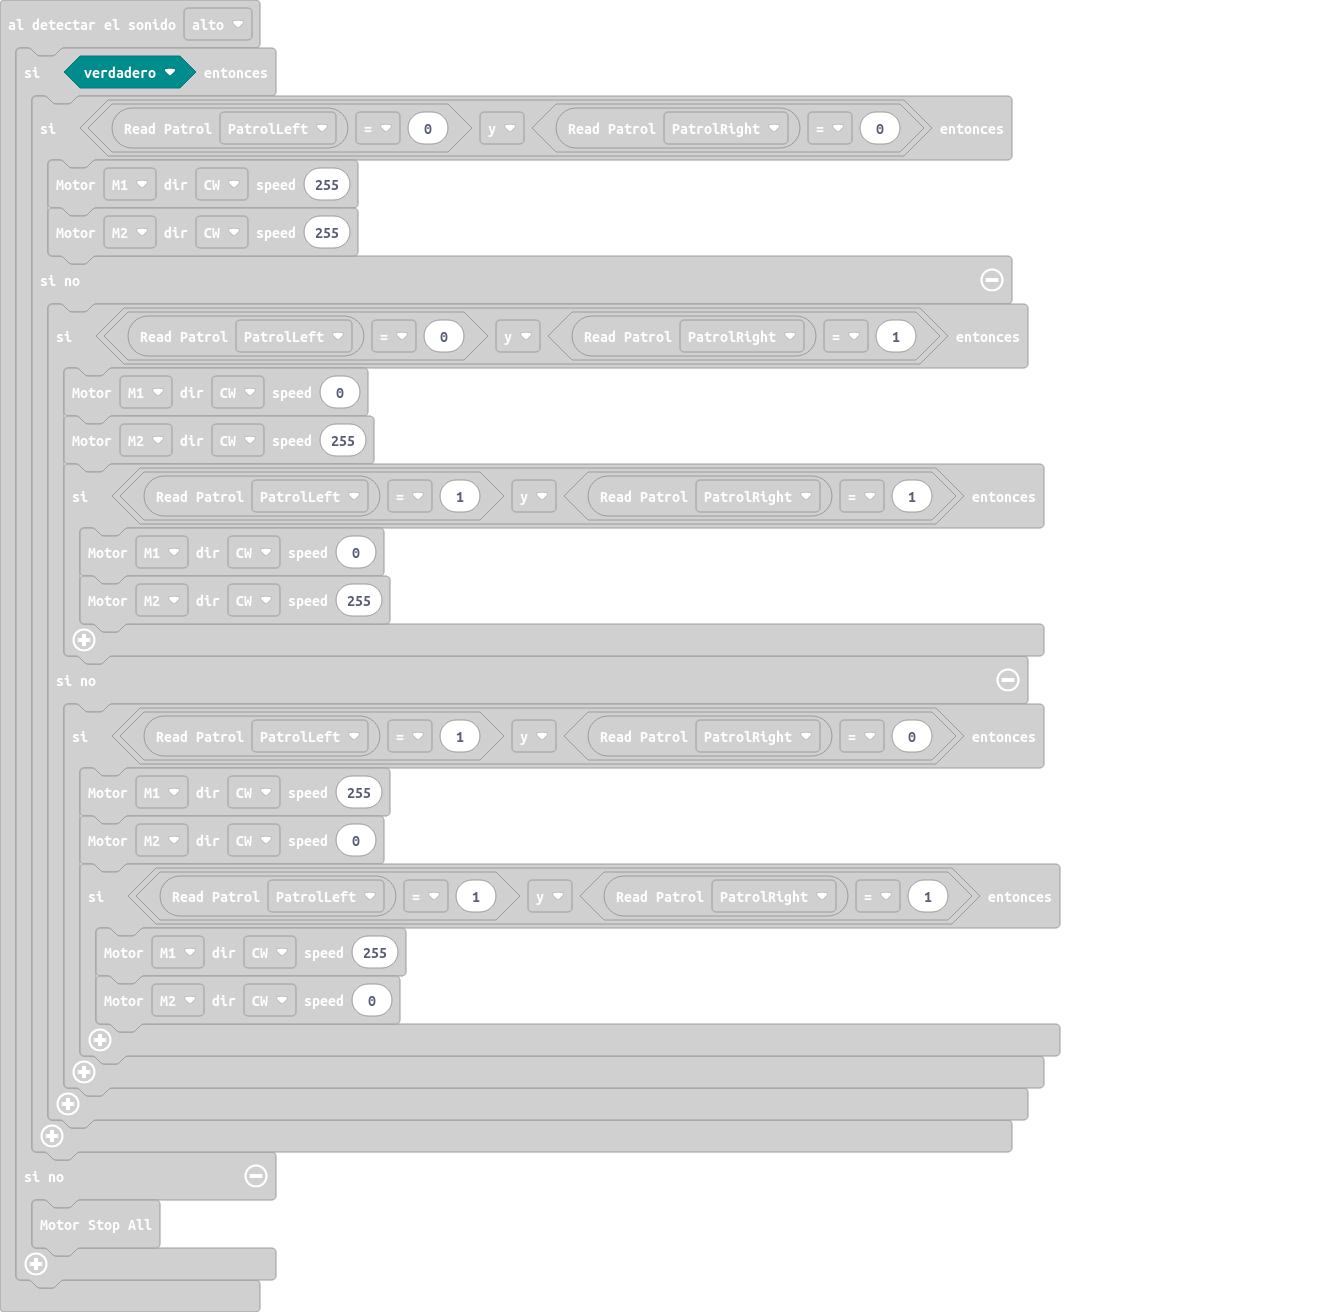 al detectar el sonido alto
si verdadero entonces
si Read Patrol PatrolLeft = 0 y Read Patrol PatrolRight = 0 entonces
Motor M1 dir CW speed 255
Motor M2 dir CW speed 255
si no
si Read Patrol PatrolLeft = 0 y Read Patrol PatrolRight = 1 entonces
Motor M1 dir CW speed 0
Motor M2 dir CW speed 255
si Read Patrol PatrolLeft = 1 y Read Patrol PatrolRight = 1 entonces
Motor M1 dir CW speed 0
Motor M2 dir CW speed 255
si no
si Read Patrol PatrolLeft = 1 y Read Patrol PatrolRight = 0 entonces
Motor M1 dir CW speed 255
Motor M2 dir CW speed 0
si Read Patrol PatrolLeft = 1 y Read Patrol PatrolRight = 1 entonces
Motor M1 dir CW speed 255
Motor M2 dir CW speed 0
si no
Motor Stop All